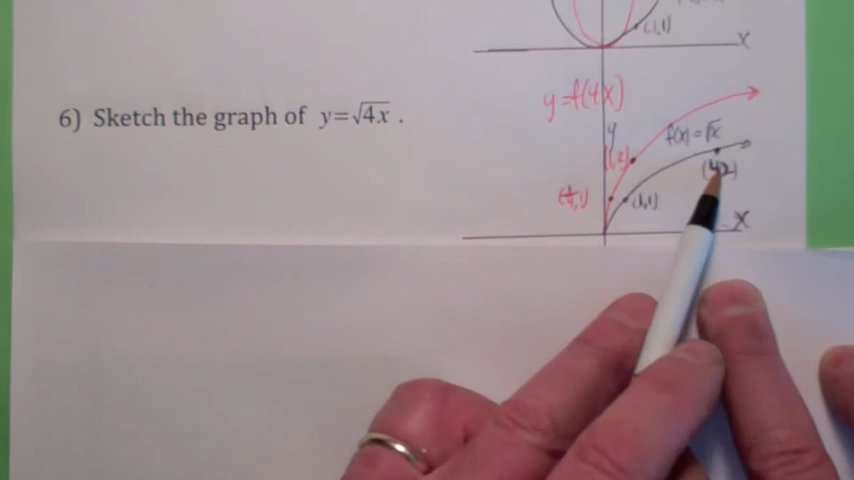 (1,1)
x
6) Sketch the graph of y=√4x .
y=f(4x)
y
f(x)=√x
(1,2)
(4,2)
(1/4,1)
(1,1)
x